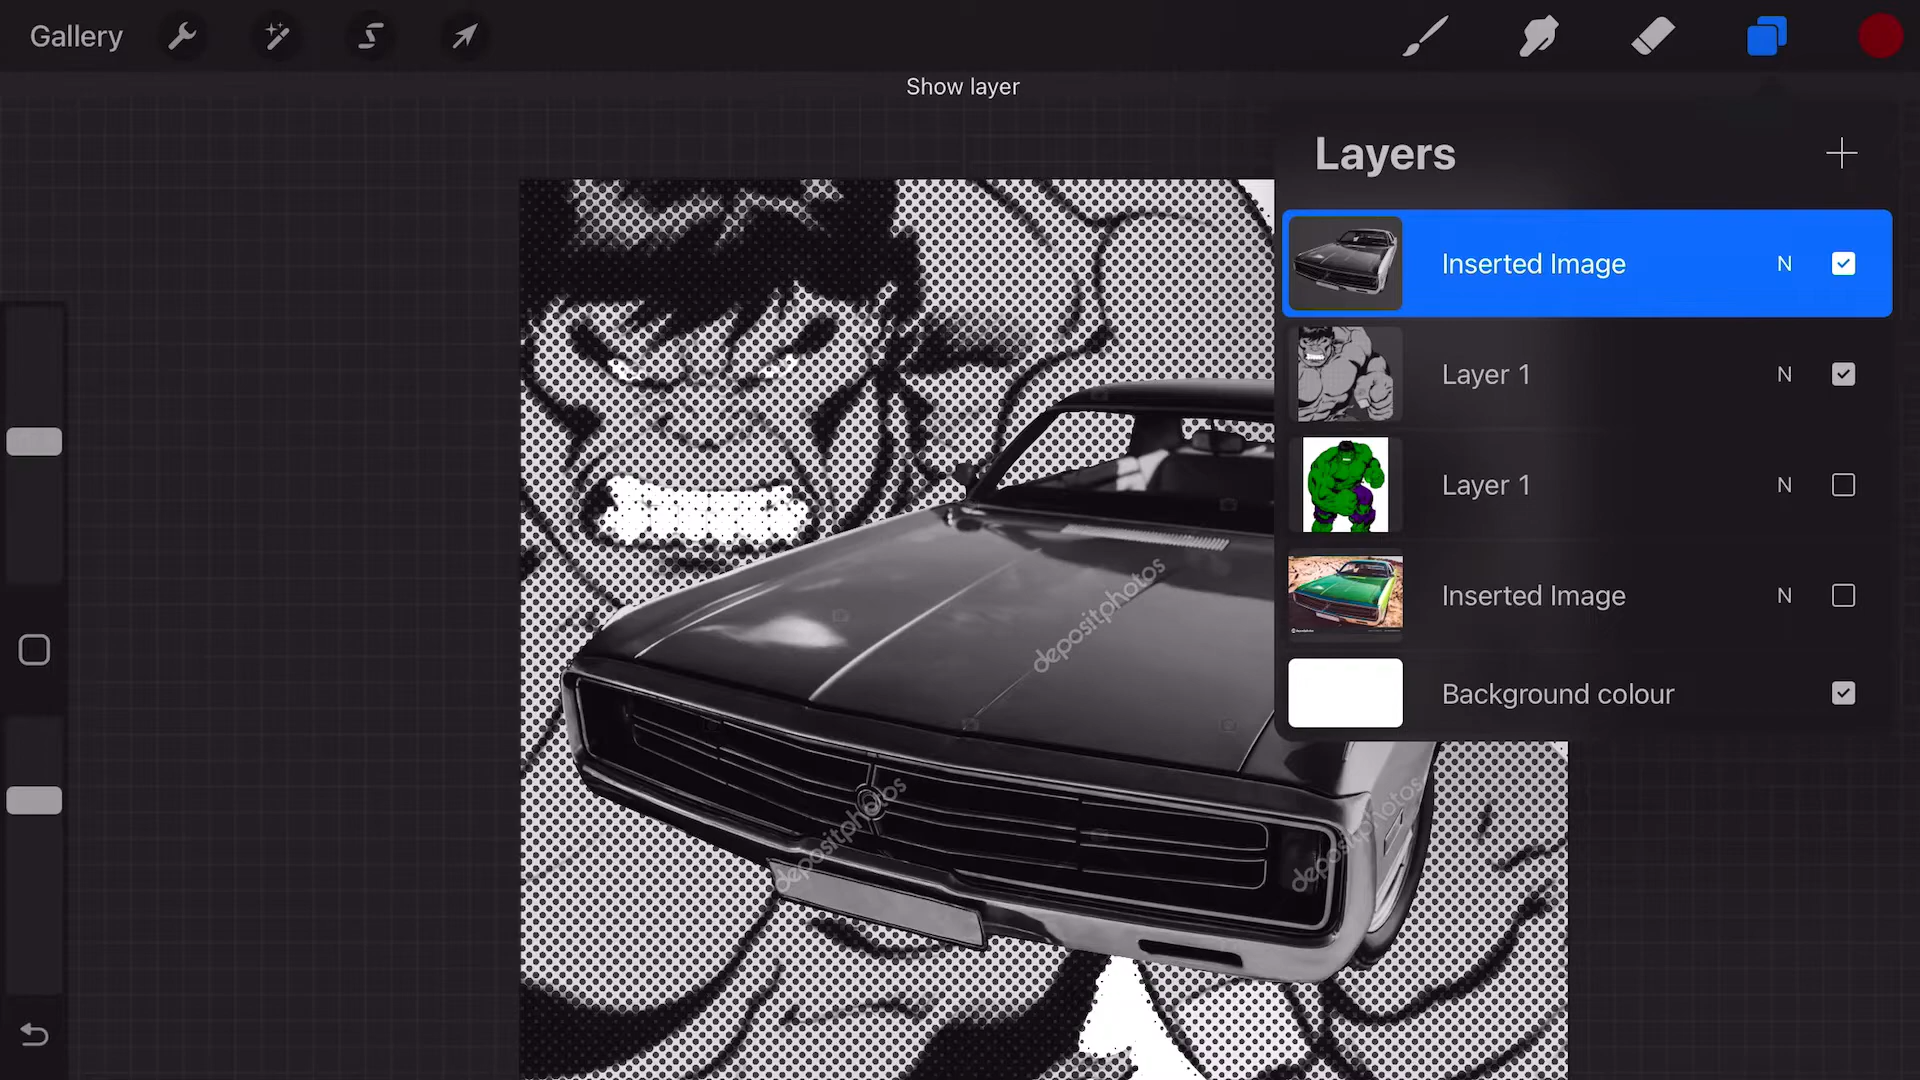 Gallery
Show layer
Layers
Inserted Image N
Layer 1 N
Layer 1 N
Inserted Image N
Background colour
depositphotos
depositphotos
depositphotos